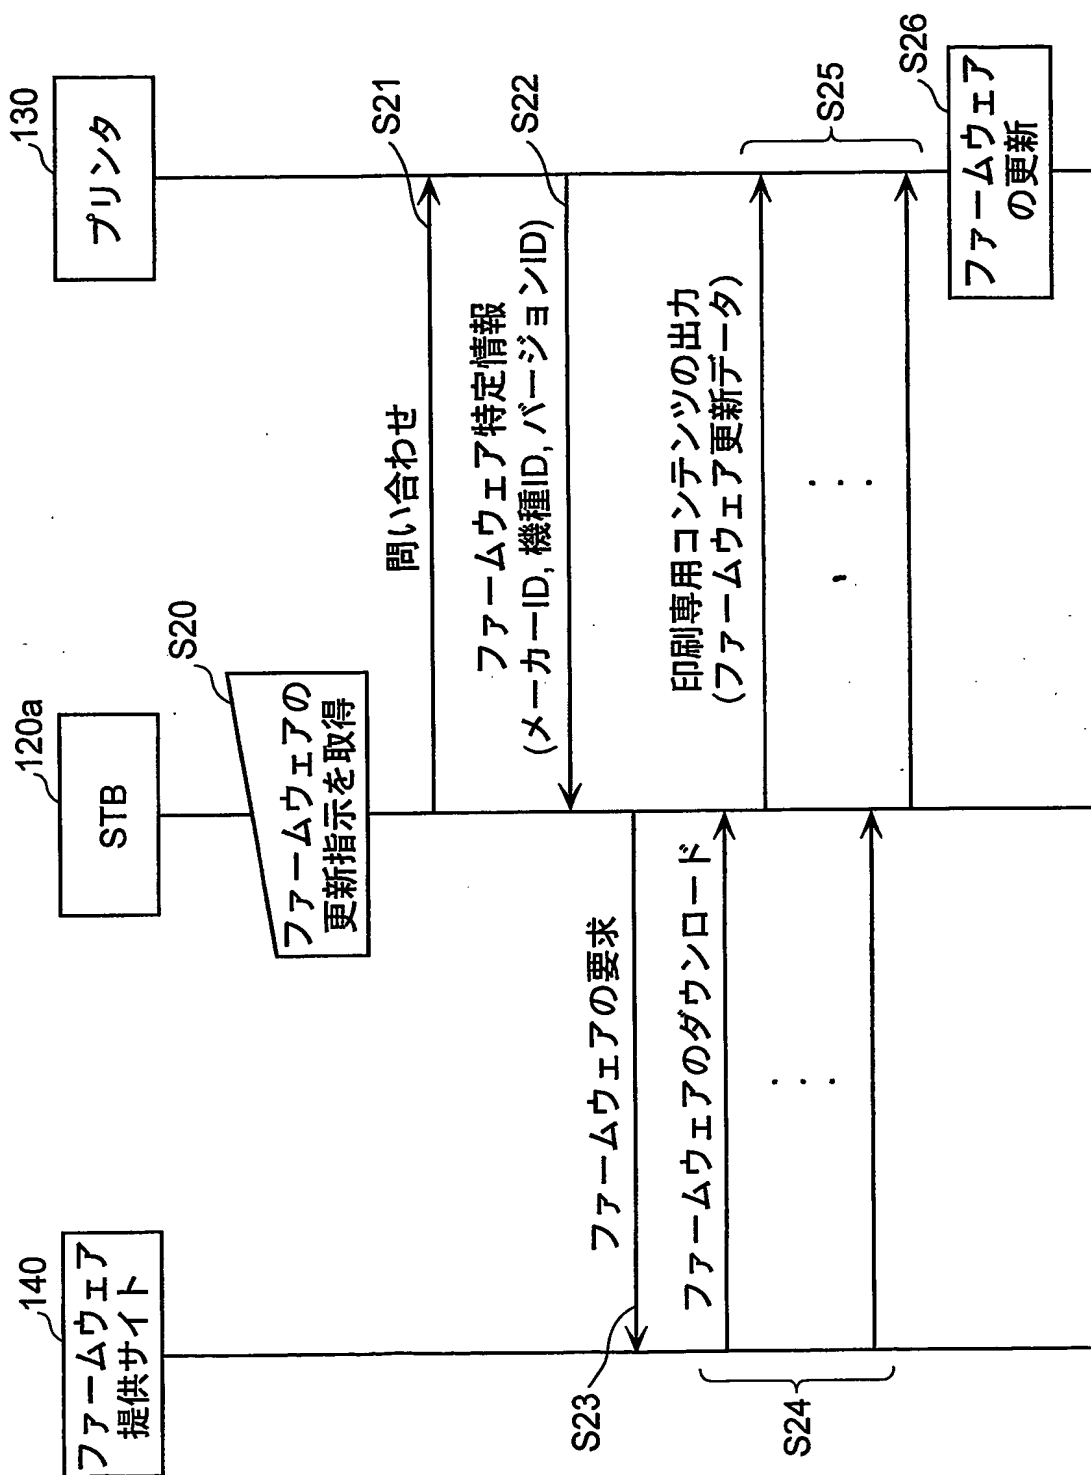 140
ファームウェア
提供サイト
120a
STB
130
プリンタ
S20
ファームウェアの
更新指示を取得
問い合わせ
S21
ファームウェア特定情報
(メーカーID, 機種ID, バージョンID)
S22
ファームウェアの要求
S23
ファームウェアのダウンロード
S24
印刷専用コンテンツの出力
(ファームウェア更新データ)
S25
S26
ファームウェア
の更新